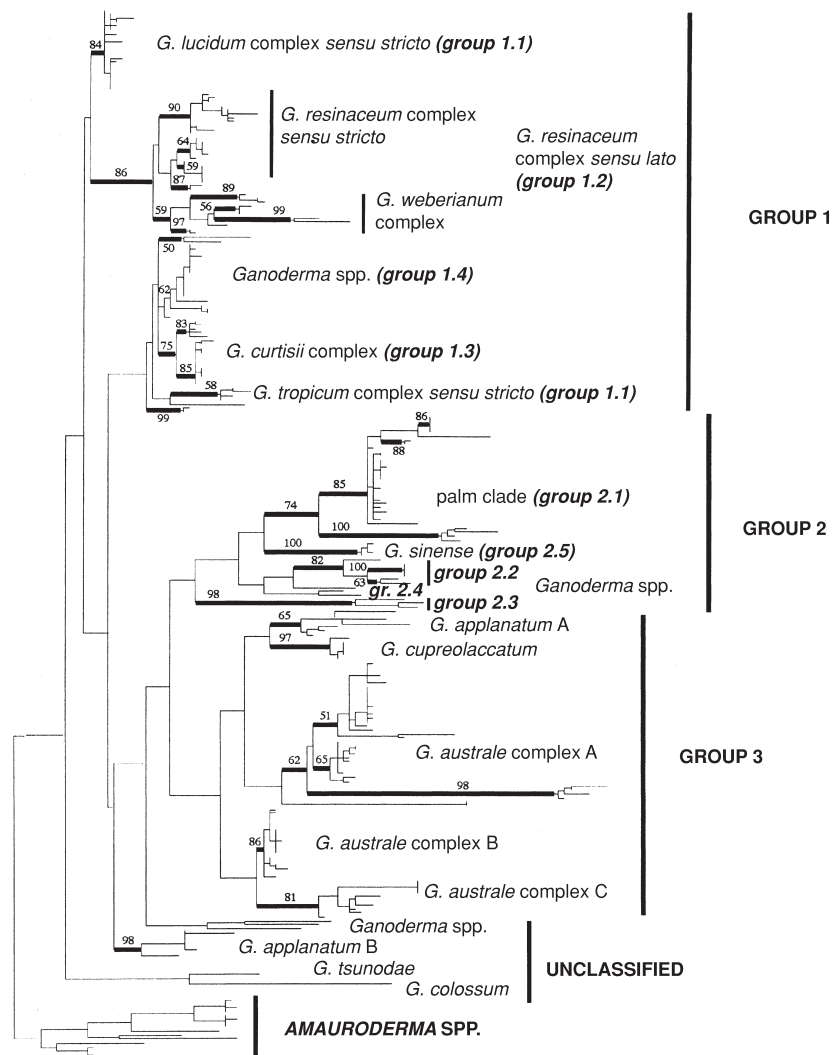 84
G. lucidum complex sensu stricto (group 1.1)
90
G. resinaceum complex
sensu stricto
64
59
87
G. resinaceum
complex sensu lato
(group 1.2)
86
89
56
99
59
97
G. weberianum
complex
GROUP 1
50
Ganoderma spp. (group 1.4)
62
83
75
85
G. curtisii complex (group 1.3)
58
G. tropicum complex sensu stricto (group 1.1)
99
86
88
85
palm clade (group 2.1)
74
100
GROUP 2
100
G. sinense (group 2.5)
82
100
group 2.2
63
gr. 2.4
Ganoderma spp.
98
group 2.3
65
G. applanatum A
97
G. cupreolaccatum
51
62
65
G. australe complex A
98
GROUP 3
86
G. australe complex B
81
G. australe complex C
Ganoderma spp.
98
G. applanatum B
G. tsunodae
UNCLASSIFIED
G. colossum
AMAURODERMA SPP.